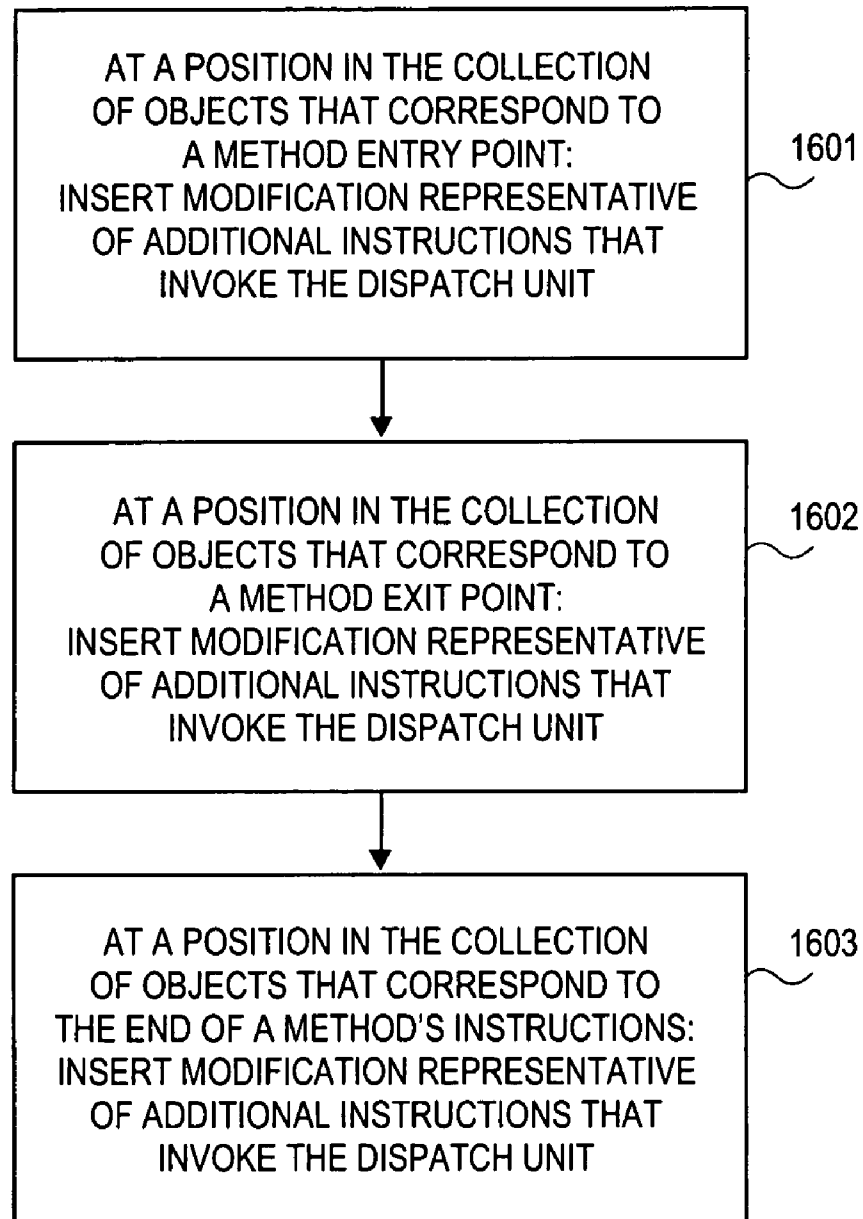 AT A POSITION IN THE COLLECTION
OF OBJECTS THAT CORRESPOND TO
A METHOD ENTRY POINT:
INSERT MODIFICATION REPRESENTATIVE
OF ADDITIONAL INSTRUCTIONS THAT
INVOKE THE DISPATCH UNIT
1601
AT A POSITION IN THE COLLECTION
OF OBJECTS THAT CORRESPOND TO
A METHOD EXIT POINT:
INSERT MODIFICATION REPRESENTATIVE
OF ADDITIONAL INSTRUCTIONS THAT
INVOKE THE DISPATCH UNIT
1602
AT A POSITION IN THE COLLECTION
OF OBJECTS THAT CORRESPOND TO
THE END OF A METHOD'S INSTRUCTIONS:
INSERT MODIFICATION REPRESENTATIVE
OF ADDITIONAL INSTRUCTIONS THAT
INVOKE THE DISPATCH UNIT
1603